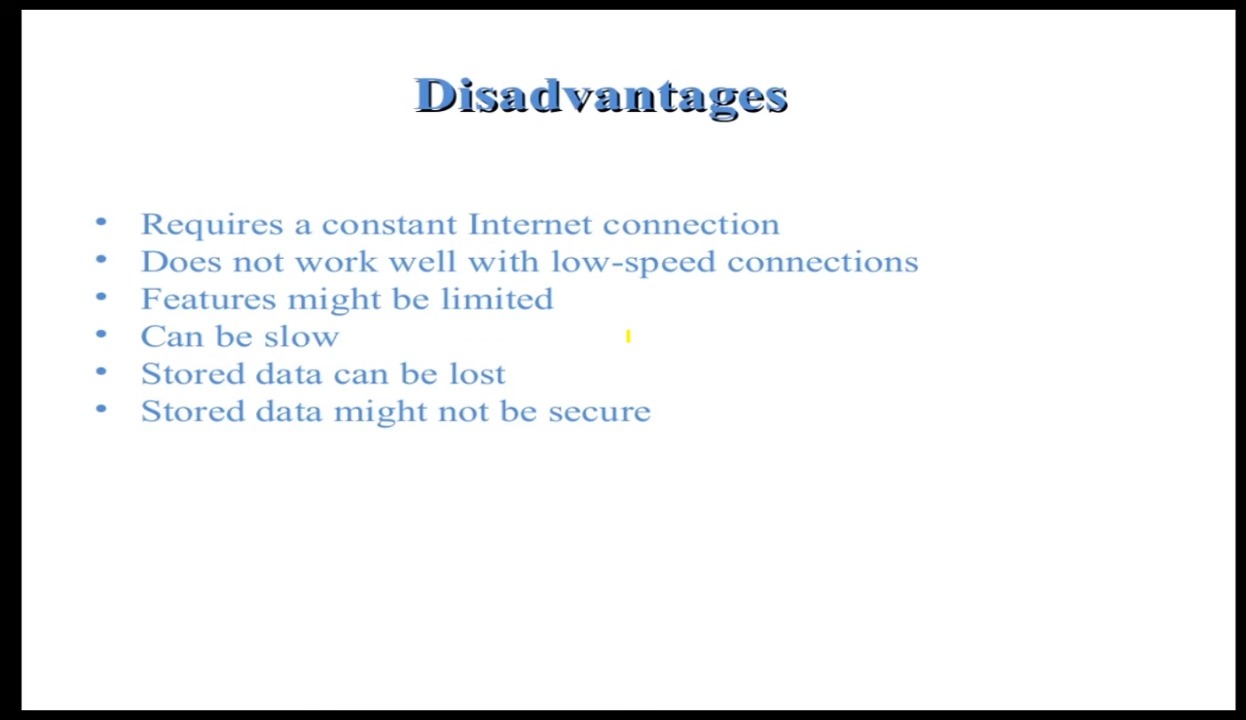 Disadvantages
• Requires a constant Internet connection
• Does not work well with low-speed connections
• Features might be limited
• Can be slow
• Stored data can be lost
• Stored data might not be secure